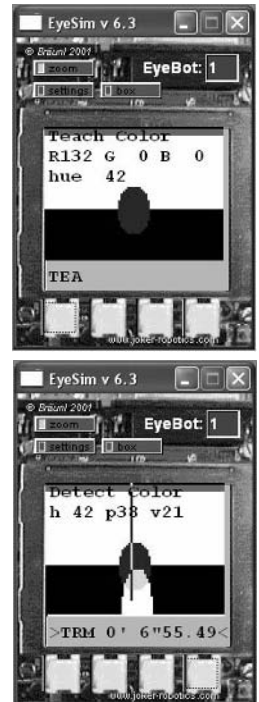 EyeSim v 6.3
© Bräunl 2001
zoom
EyeBot: 1
settings box
Teach Color
R132 G 0 B 0
hue 42
TEA
www.joker-robotics.com
EyeSim v 6.3
© Bräunl 2001
zoom
EyeBot: 1
settings box
Detect Color
h 42 p38 v21
>TRM 0' 6"55.49<
www.joker-robotics.com